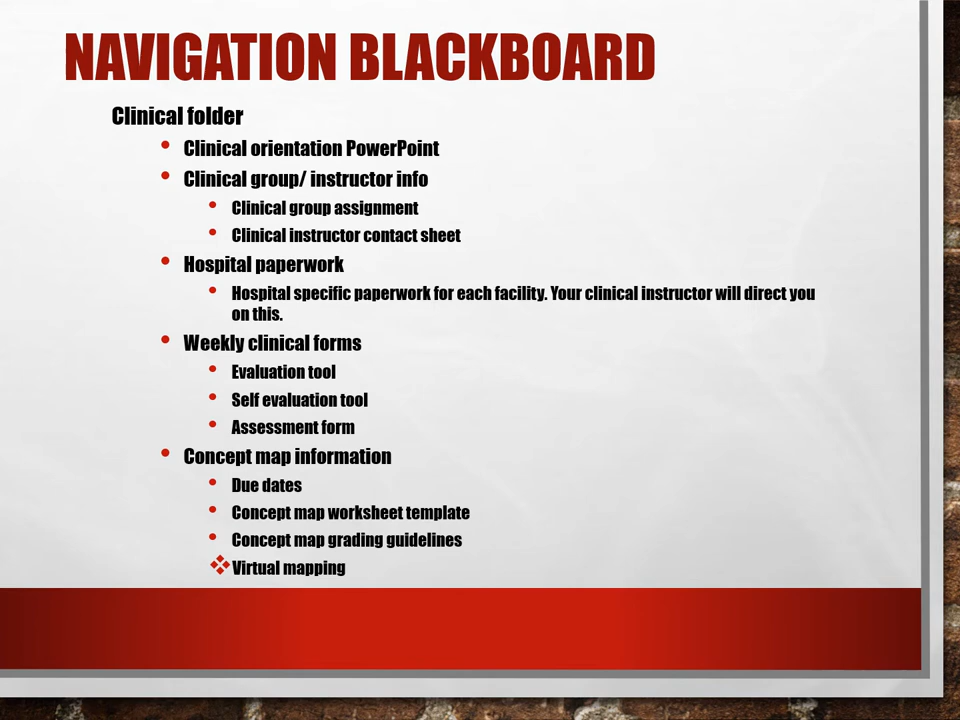 NAVIGATION BLACKBOARD
Clinical folder
• Clinical orientation PowerPoint
• Clinical group/ instructor info
• Clinical group assignment
• Clinical instructor contact sheet
• Hospital paperwork
• Hospital specific paperwork for each facility. Your clinical instructor will direct you
on this.
• Weekly clinical forms
• Evaluation tool
• Self evaluation tool
• Assessment form
• Concept map information
• Due dates
• Concept map worksheet template
• Concept map grading guidelines
❖ Virtual mapping